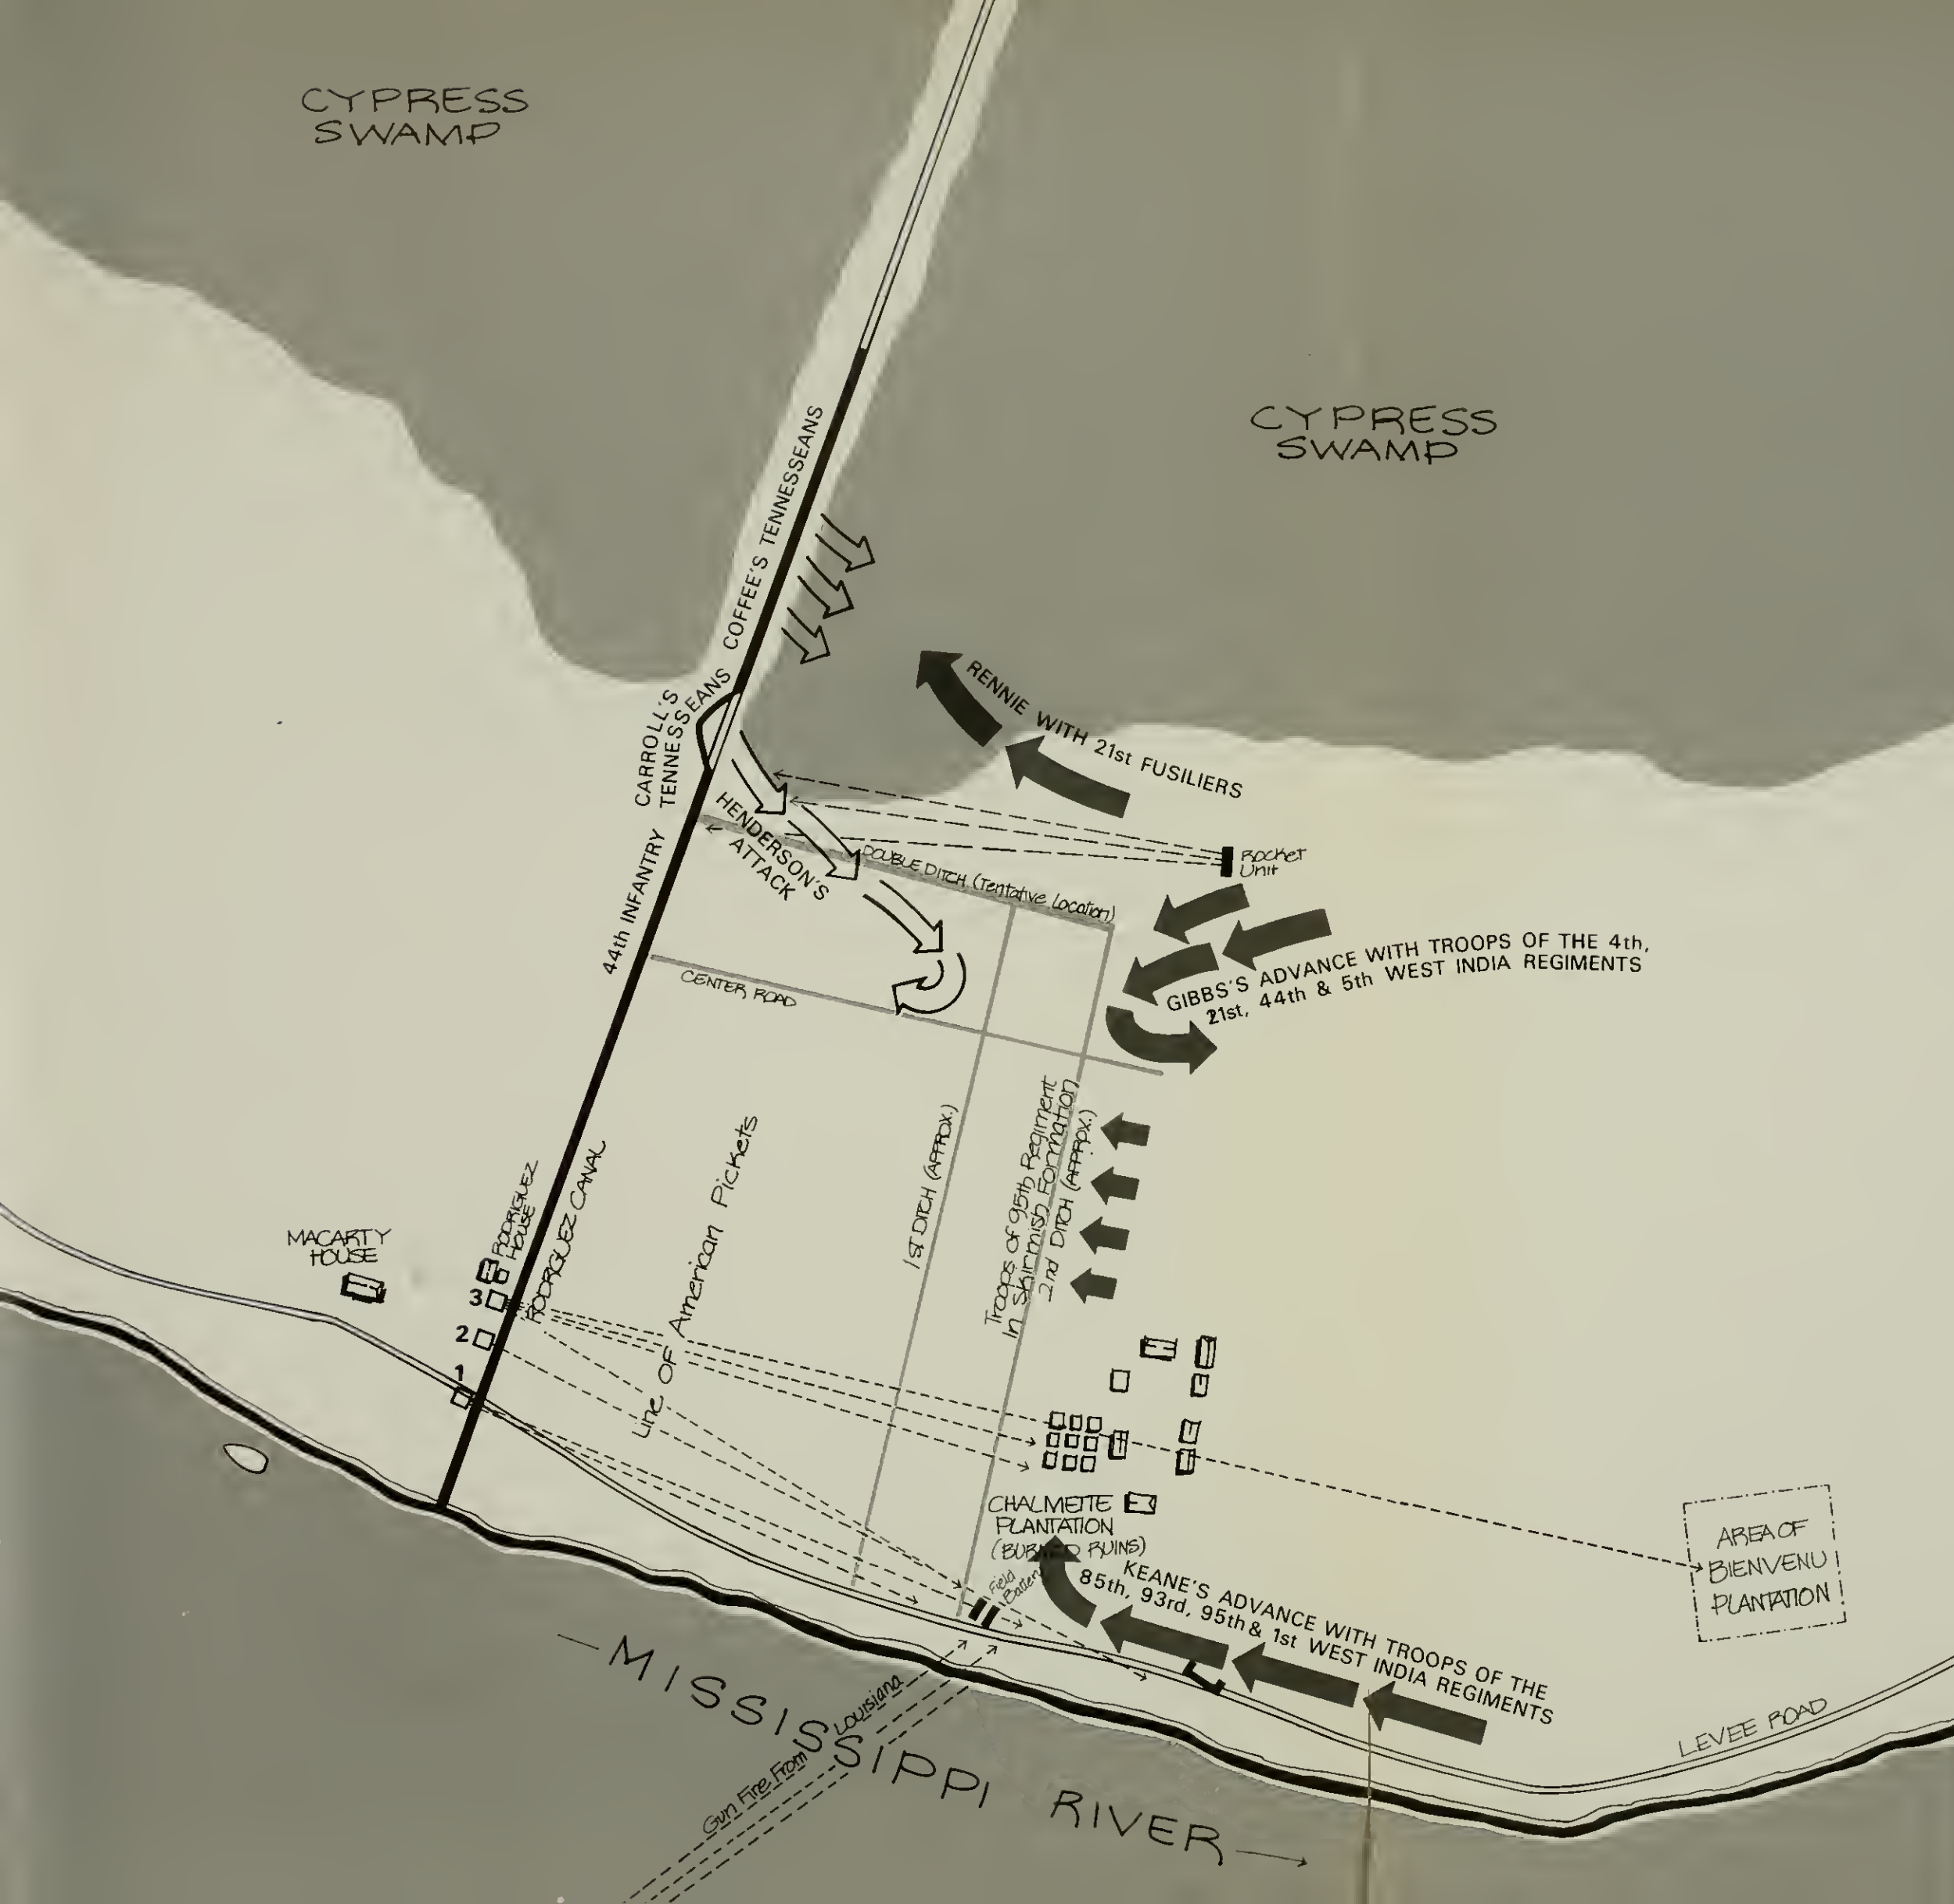 CYPRESS
SWAMP
CYPRESS
SWAMP
COFFEE'S TENNESSEANS
CARROLL'S
TENNESSEANS
RENNIE WITH 21st FUSILIERS
HENDERSON'S
ATTACK
Rocket
Unit
DOUBLE DITCH (Tentative Location)
44th INFANTRY
GIBBS'S ADVANCE WITH TROOPS OF THE 4th,
21st, 44th & 5th WEST INDIA REGIMENTS
CENTER ROAD
Line OF American Pickets
1ST DITCH (APPROX.)
Troops of 95th Regiment
In Skirmish Formation
2nd DITCH (APPROX.)
MACARTY
HOUSE
RODRIGUEZ
HOUSE
RODRIGUEZ CANAL
3
2
1
CHALMETTE
PLANTATION
(BURNED RUINS)
Field
Battery
KEANE'S ADVANCE WITH TROOPS OF THE
85th, 93rd, 95th & 1st WEST INDIA REGIMENTS
AREA OF
BIENVENU
PLANTATION
LEVEE ROAD
Gun Fire From Louisiana
MISSISSIPPI RIVER